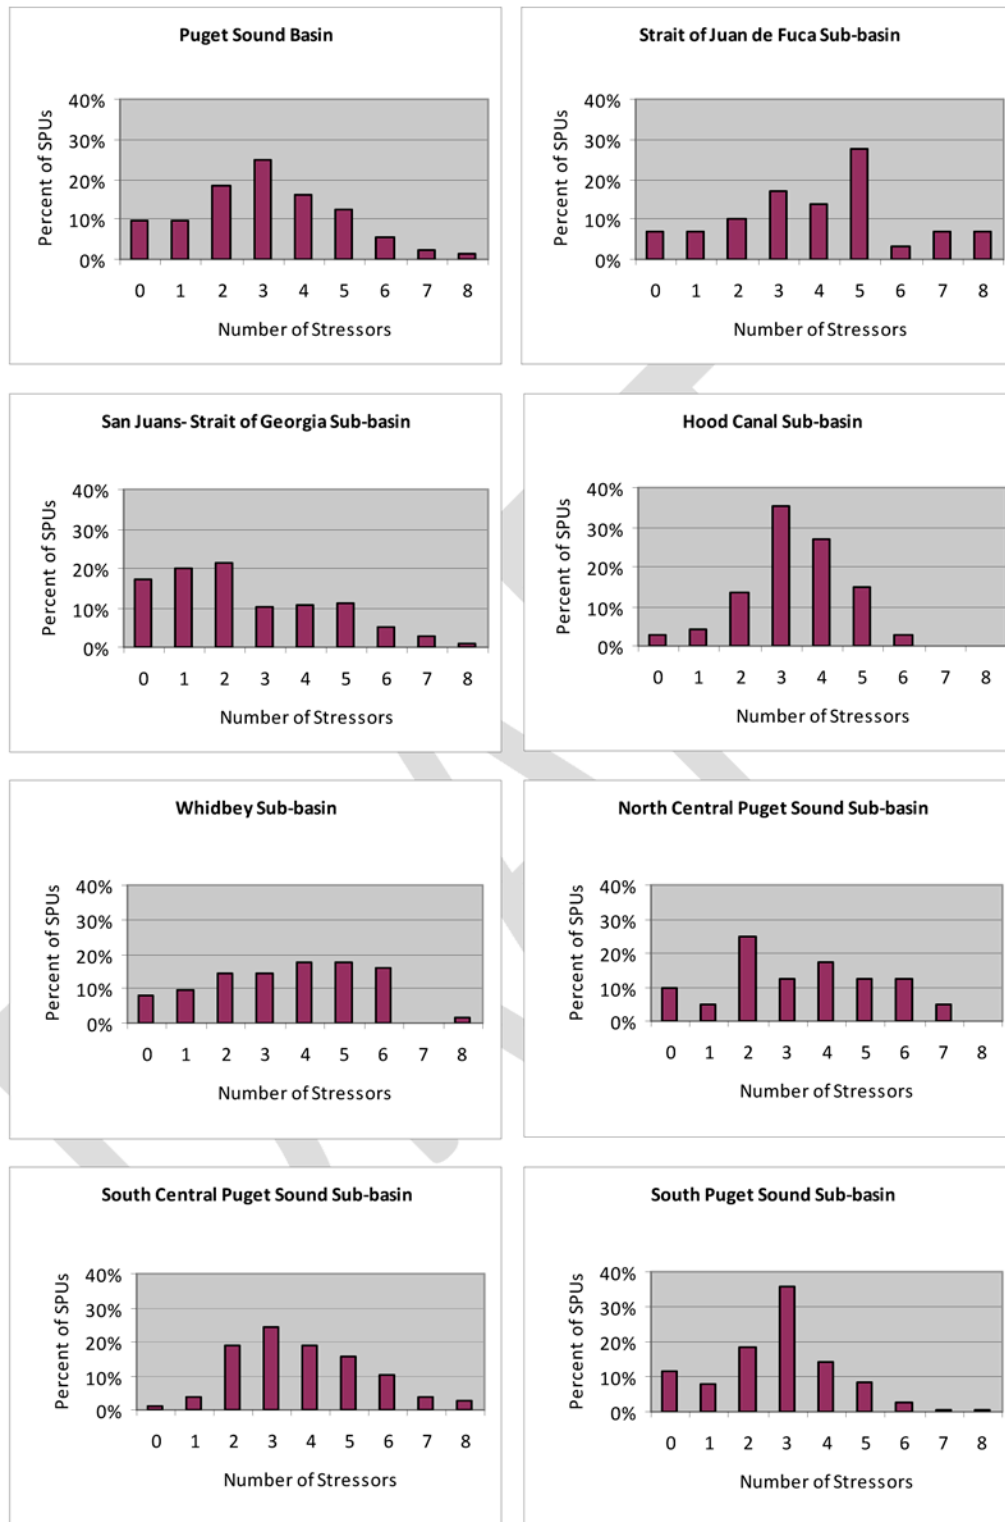 Puget Sound Basin
40%
30%
20%
10%
0%
Percent of SPUs
0 1 2 3 4 5 6 7 8
Number of Stressors
Strait of Juan de Fuca Sub-basin
40%
30%
20%
10%
0%
Percent of SPUs
0 1 2 3 4 5 6 7 8
Number of Stressors
San Juans- Strait of Georgia Sub-basin
40%
30%
20%
10%
0%
Percent of SPUs
0 1 2 3 4 5 6 7 8
Number of Stressors
Hood Canal Sub-basin
40%
30%
20%
10%
0%
Percent of SPUs
0 1 2 3 4 5 6 7 8
Number of Stressors
Whidbey Sub-basin
40%
30%
20%
10%
0%
Percent of SPUs
0 1 2 3 4 5 6 7 8
Number of Stressors
North Central Puget Sound Sub-basin
40%
30%
20%
10%
0%
Percent of SPUs
0 1 2 3 4 5 6 7 8
Number of Stressors
South Central Puget Sound Sub-basin
40%
30%
20%
10%
0%
Percent of SPUs
0 1 2 3 4 5 6 7 8
Number of Stressors
South Puget Sound Sub-basin
40%
30%
20%
10%
0%
Percent of SPUs
0 1 2 3 4 5 6 7 8
Number of Stressors